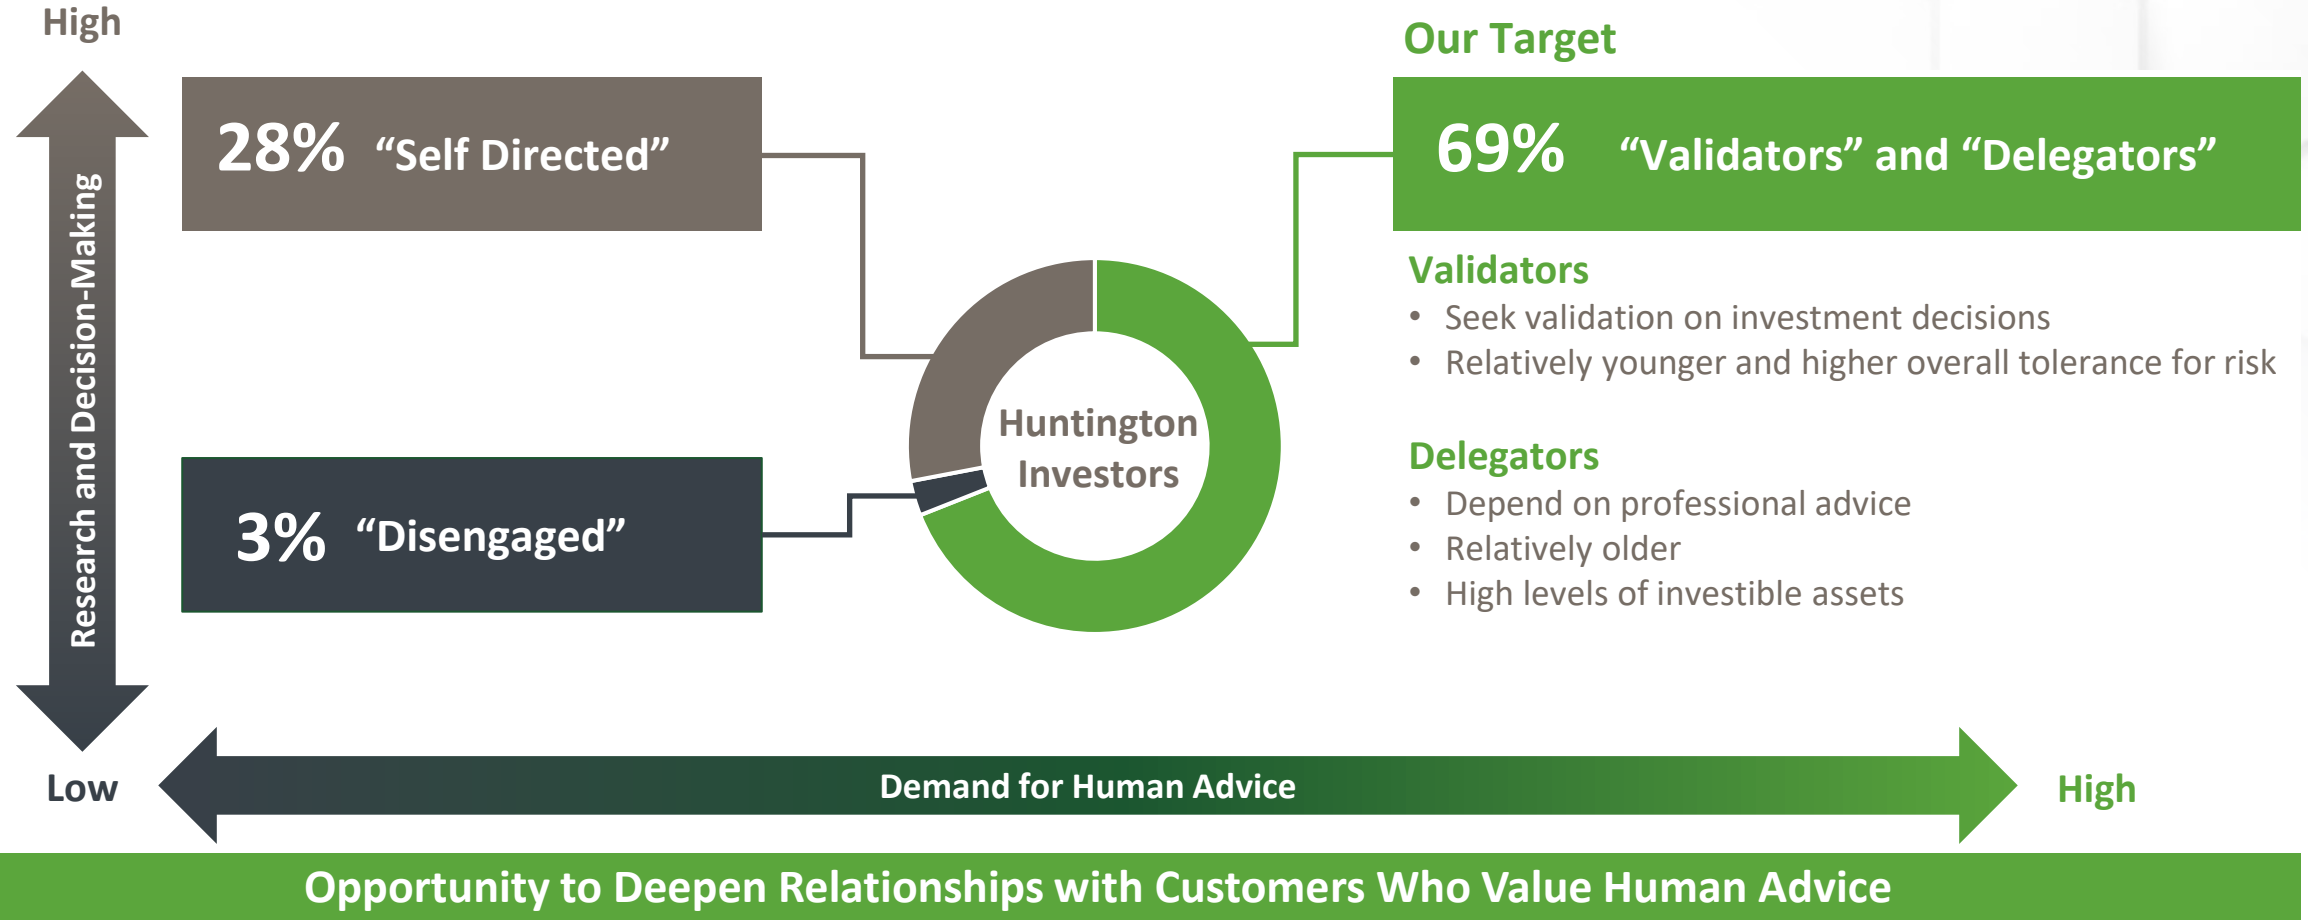 High
Research and Decision-Making
28% “Self Directed”
3% “Disengaged”
Huntington
Investors
Our Target
69% “Validators” and “Delegators”
Validators
• Seek validation on investment decisions
• Relatively younger and higher overall tolerance for risk
Delegators
• Depend on professional advice
• Relatively older
• High levels of investible assets
Low
Demand for Human Advice
High
Opportunity to Deepen Relationships with Customers Who Value Human Advice